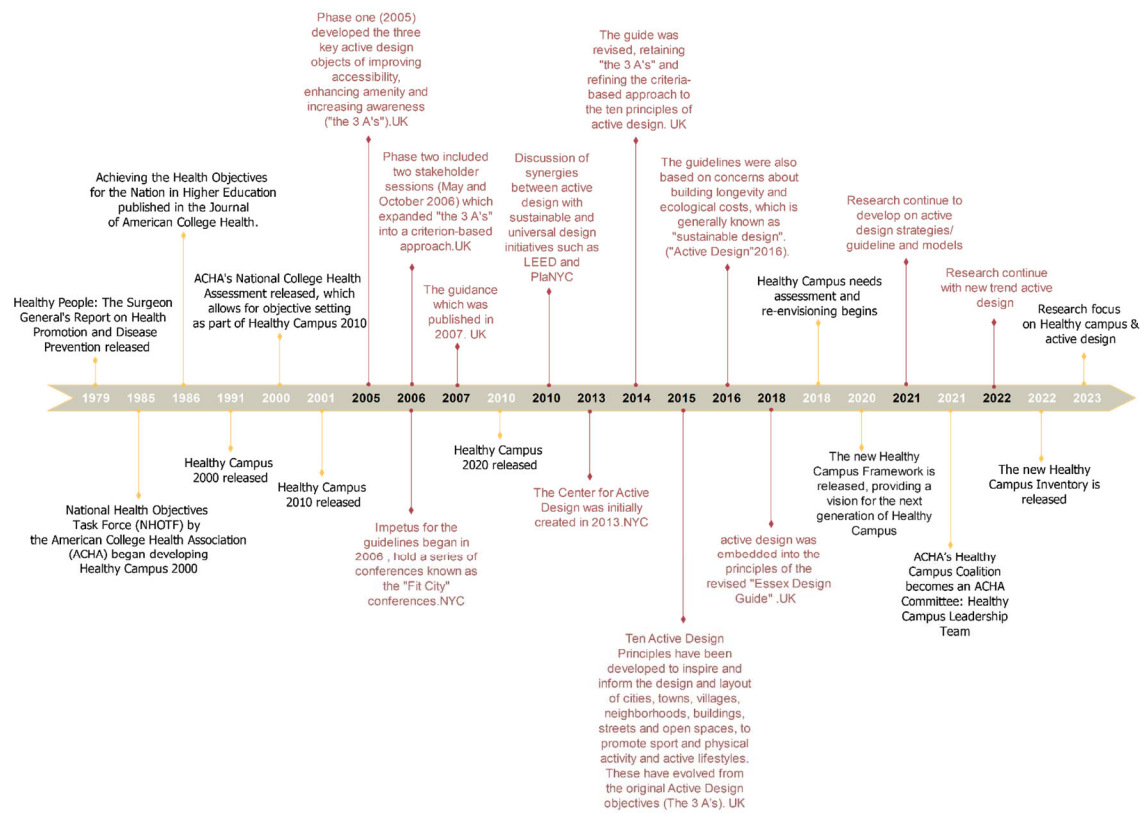 Phase one (2005)
developed the three
key active design
objects of improving
accessibility,
enhancing amenity and
increasing awareness
("the 3 A's").UK
The guide was
revised, retaining
"the 3 A's" and
refining the criteria-
based approach to
the ten principles of
active design. UK
Achieving the Health Objectives
for the Nation in Higher Education
published in the Journal
of American College Health.
Phase two included
two stakeholder
sessions (May and
October 2006) which
expanded "the 3 A's"
into a criterion-based
approach.UK
Discussion of
synergies
between active
design with
sustainable and
universal design
initiatives such as
LEED and
PlaNYC
The guidelines were also
based on concerns about
building longevity and
ecological costs, which is
generally known as
"sustainable design".
("Active Design"2016).
Research continue to
develop on active
design strategies/
guideline and models
Healthy People: The Surgeon
General's Report on Health
Promotion and Disease
Prevention released
ACHA's National College Health
Assessment released, which
allows for objective setting
as part of Healthy Campus 2010
The guidance
which was
published in
2007. UK
Healthy Campus needs
assessment and
re-envisioning begins
Research continue
with new trend active
design
Research focus
on Healthy campus &
active design
1979 1985 1986 1991 2000 2001 2005 2006 2007 2010 2010 2013 2014 2015 2016 2018 2018 2020 2021 2021 2022 2022 2023
National Health Objectives
Task Force (NHOTF) by
the American College Health Association
(ACHA) began developing
Healthy Campus 2000
Healthy Campus
2000 released
Healthy Campus
2010 released
Impetus for the
guidelines began in
2006 , hold a series of
conferences known as
the "Fit City"
conferences.NYC
Healthy Campus
2020 released
The Center for Active
Design was initially
created in 2013.NYC
Ten Active Design
Principles have been
developed to inspire and
inform the design and layout
of cities, towns, villages,
neighborhoods, buildings,
streets and open spaces, to
promote sport and physical
activity and active lifestyles.
These have evolved from
the original Active Design
objectives (The 3 A's). UK
active design was
embedded into the
principles of the
revised "Essex Design
Guide" .UK
The new Healthy
Campus Framework is
released, providing a
vision for the next
generation of Healthy
Campus
ACHA's Healthy
Campus Coalition
becomes an ACHA
Committee: Healthy
Campus Leadership
Team
The new Healthy
Campus Inventory is
released